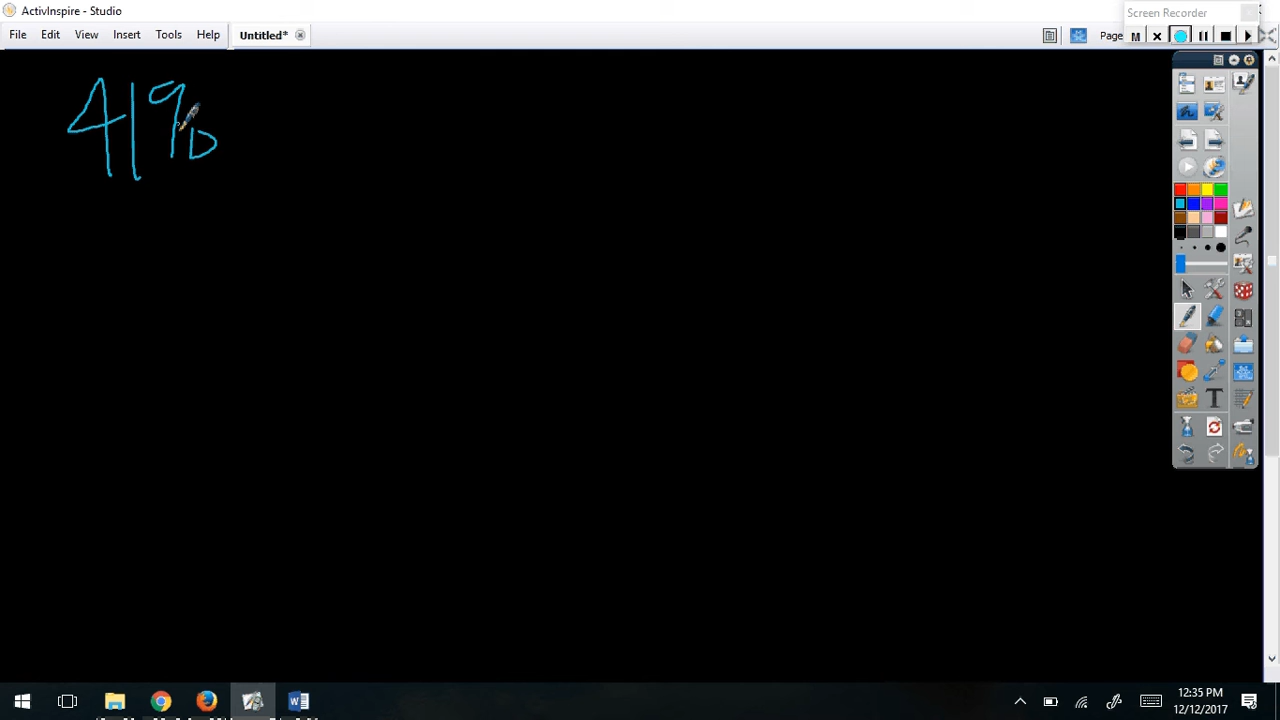 ActivInspire - Studio
Screen Recorder
File Edit View Insert Tools Help Untitled* Page M
41%
12:35 PM
12/12/2017